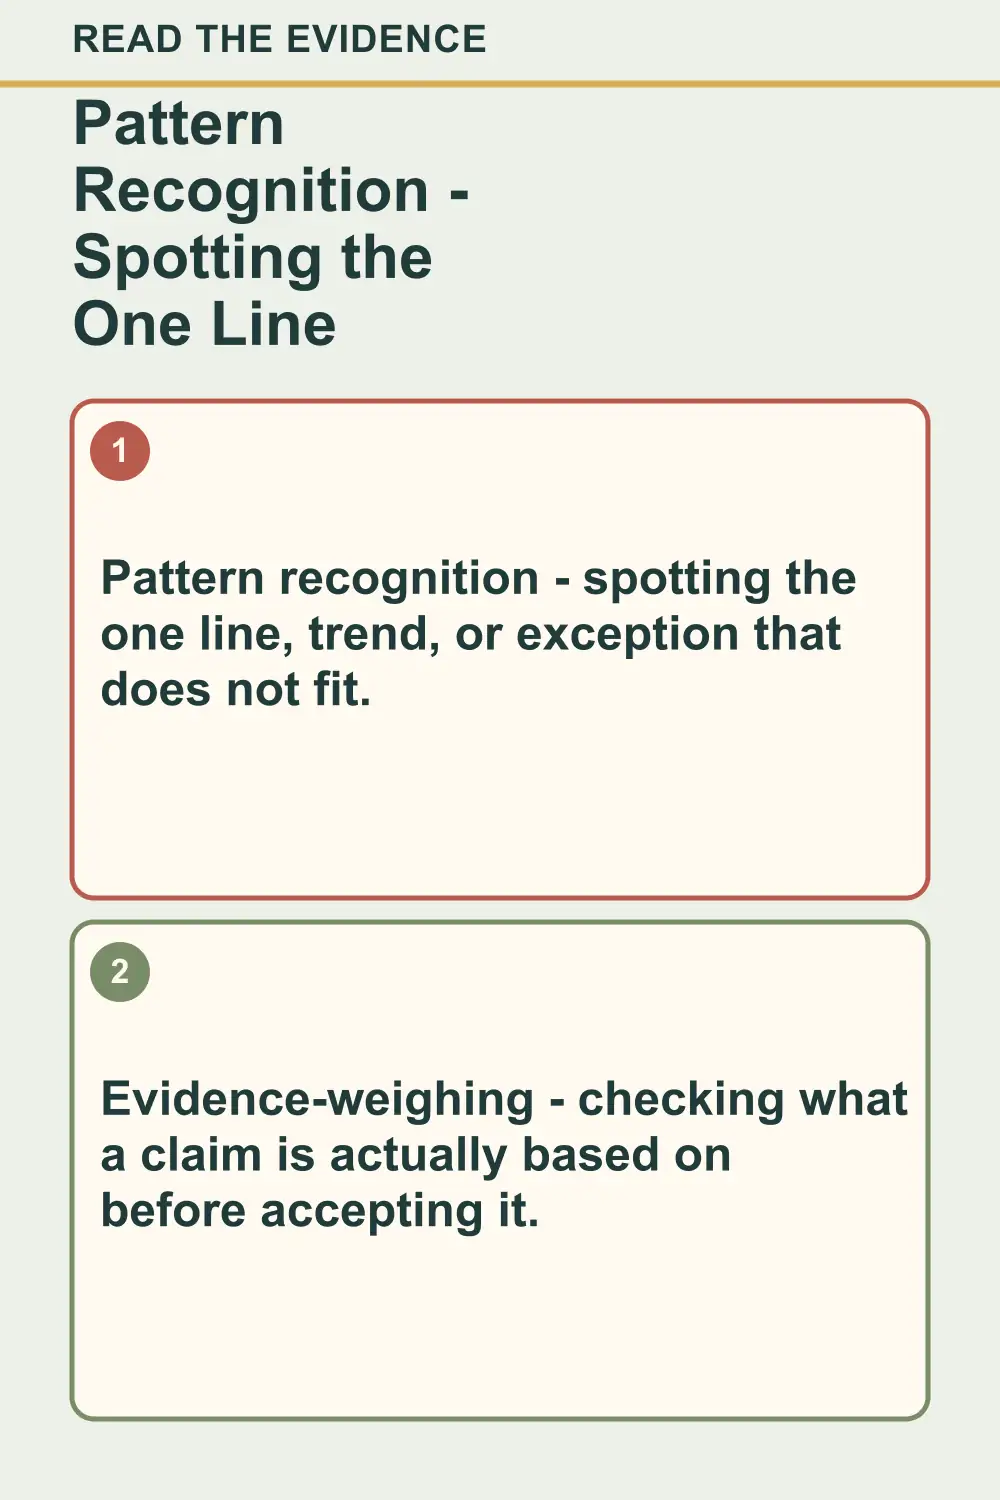 READ THE EVIDENCE
Pattern
Recognition -
Spotting the
One Line
1
Pattern recognition - spotting the
one line, trend, or exception that
does not fit.
2
Evidence-weighing - checking what
a claim is actually based on
before accepting it.